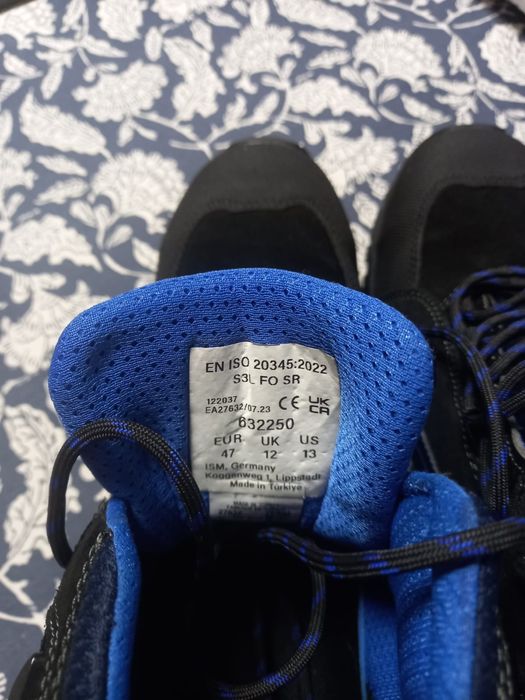 EN ISO 20345:2022
S3L FO SR
122037
EA27632/07.23 CE UK CA
632250
EUR UK US
47 12 13
ISM, Germany
Koggenweg 1, Lippstadt
Made in Türkiye